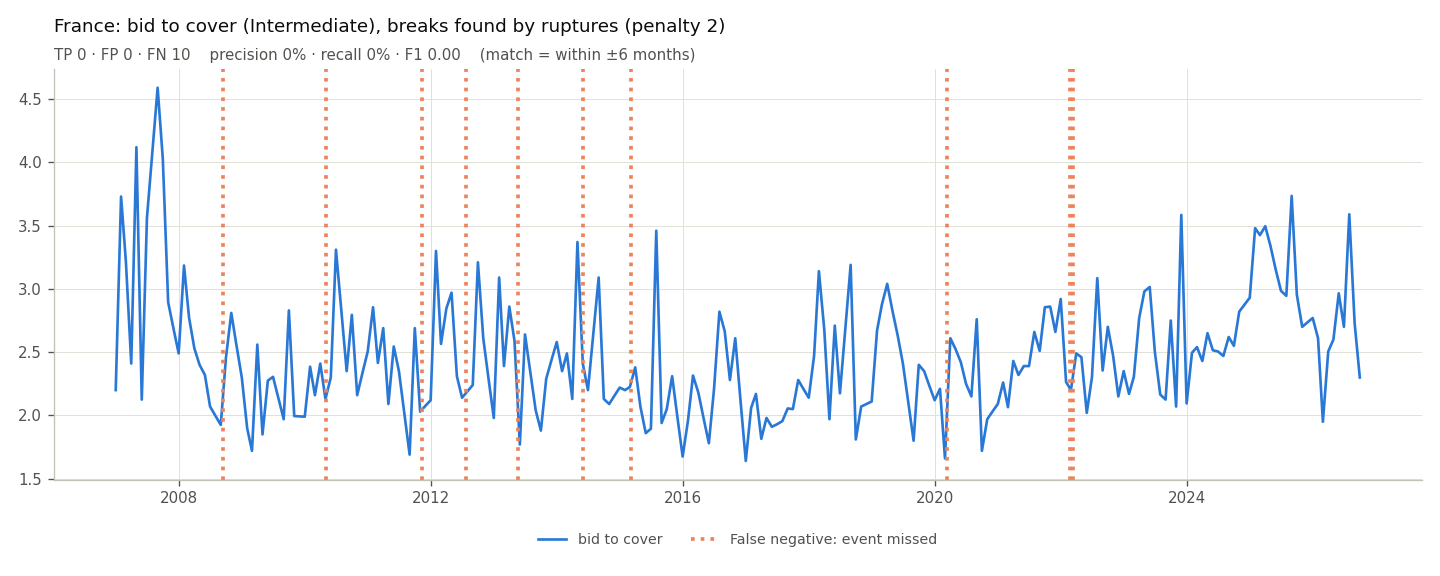 France: bid to cover (Intermediate), breaks found by ruptures (penalty 2)
TP 0 · FP 0 · FN 10    precision 0% · recall 0% · F1 0.00    (match = within ±6 months)
4.5
4.0
3.5
3.0
2.5
2.0
1.5
2008 2012 2016 2020 2024
bid to cover    False negative: event missed